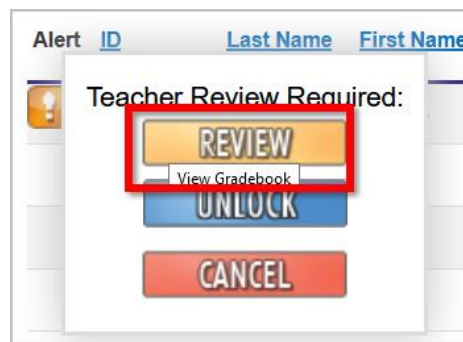 Alert ID Last Name First Name
Teacher Review Required:
REVIEW
View Gradebook
UNLOCK
CANCEL